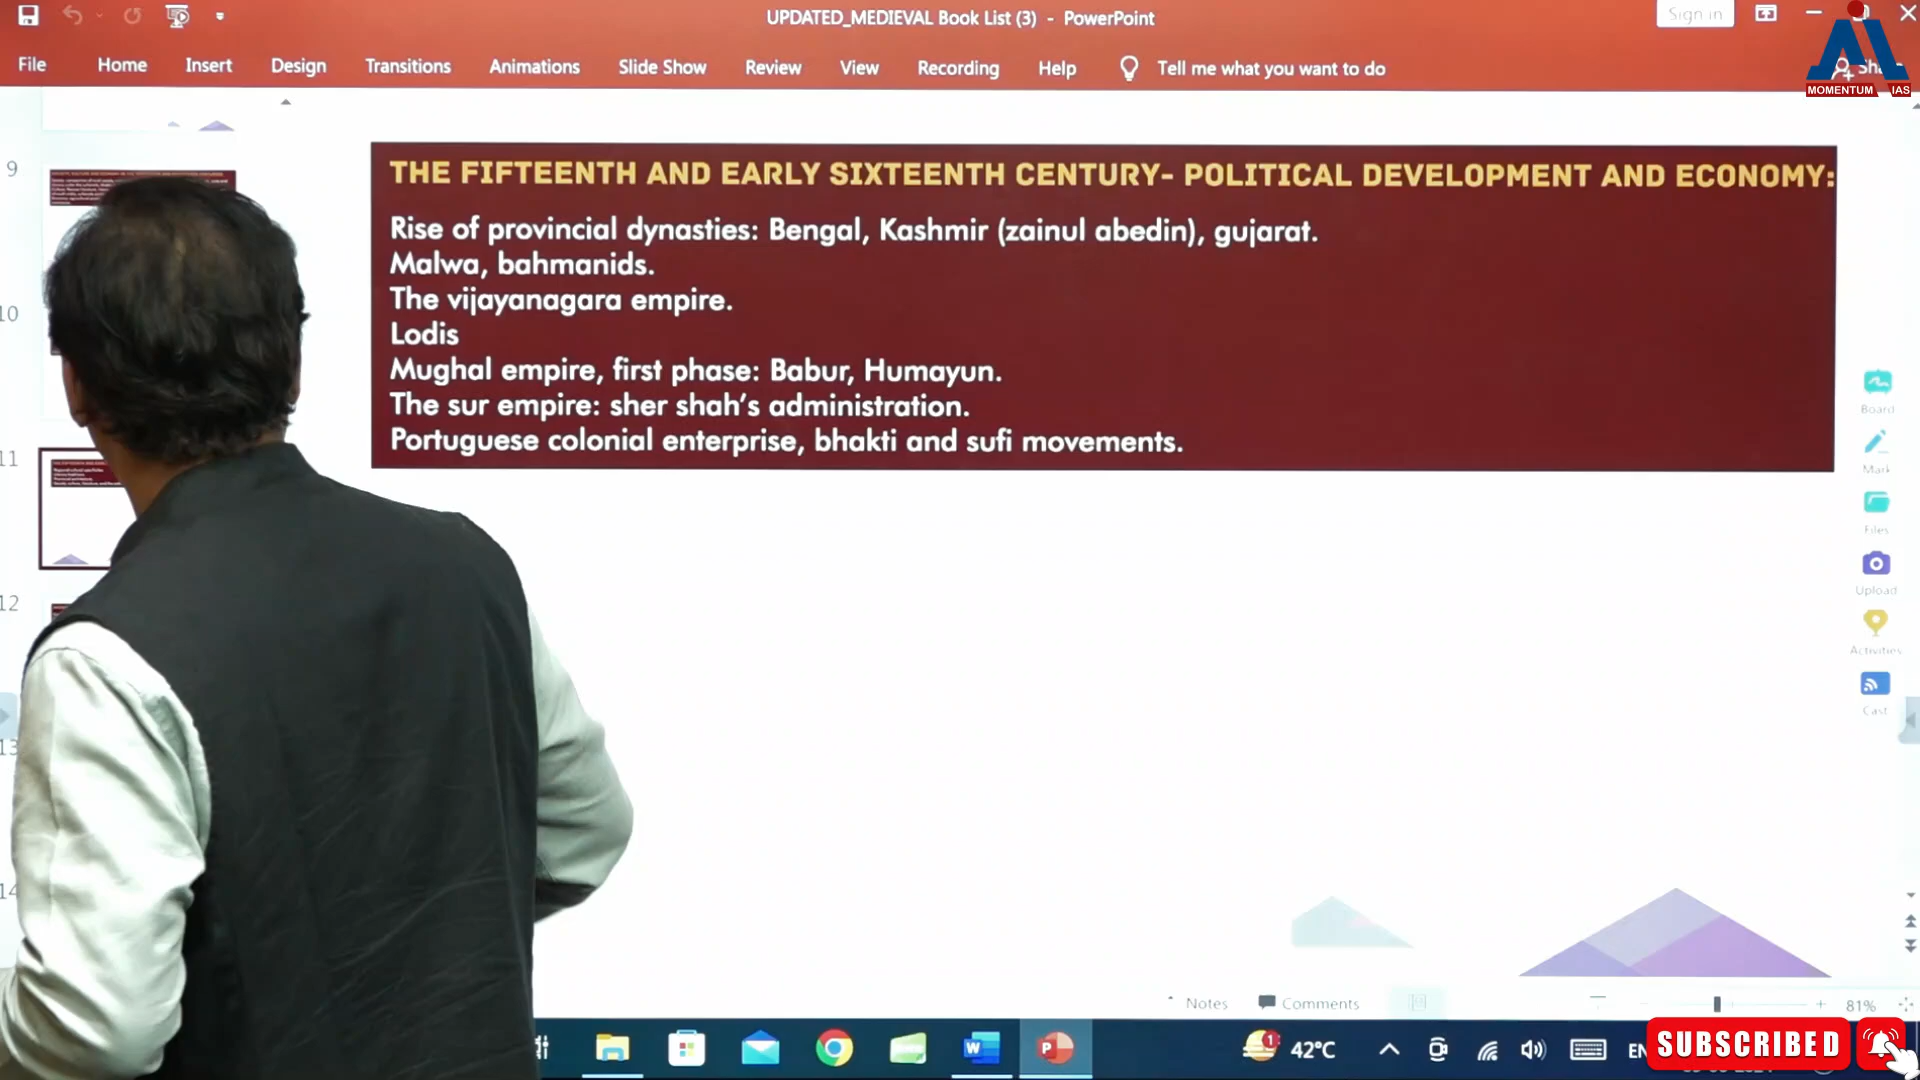 UPDATED_MEDIEVAL Book List (3) - PowerPoint
Sign in
File Home Insert Design Transitions Animations Slide Show Review View Recording Help Tell me what you want to do
MOMENTUM IAS
THE FIFTEENTH AND EARLY SIXTEENTH CENTURY- POLITICAL DEVELOPMENT AND ECONOMY:
Rise of provincial dynasties: Bengal, Kashmir (zainul abedin), gujarat.
Malwa, bahmanids.
The vijayanagara empire.
Lodis
Mughal empire, first phase: Babur, Humayun.
The sur empire: sher shah's administration.
Portuguese colonial enterprise, bhakti and sufi movements.
9
10
11
12
13
14
Board
Mark
Files
Upload
Activities
Cast
Notes Comments 81%
1 42°C
SUBSCRIBED